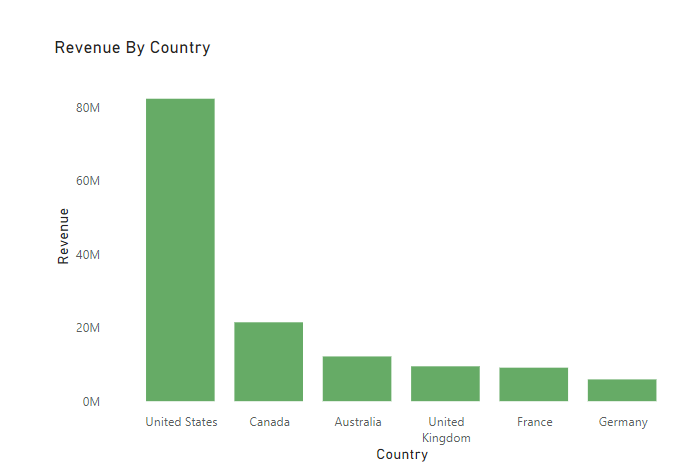 Revenue By Country
80M
60M
40M
20M
0M
Revenue
United States
Canada
Australia
United
Kingdom
France
Germany
Country